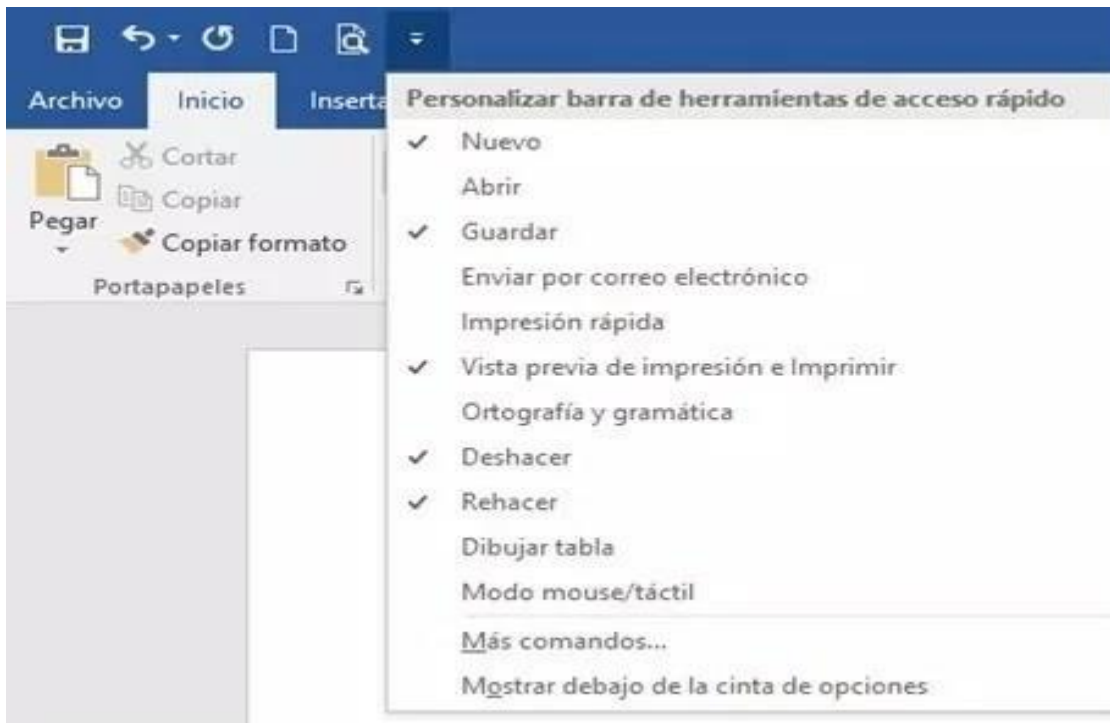 Archivo Inicio Inserta
Personalizar barra de herramientas de acceso rápido
Cortar
Copiar
Pegar
Copiar formato
Portapapeles
Nuevo
Abrir
Guardar
Enviar por correo electrónico
Impresión rápida
Vista previa de impresión e Imprimir
Ortografía y gramática
Deshacer
Rehacer
Dibujar tabla
Modo mouse/táctil
Más comandos...
Mostrar debajo de la cinta de opciones